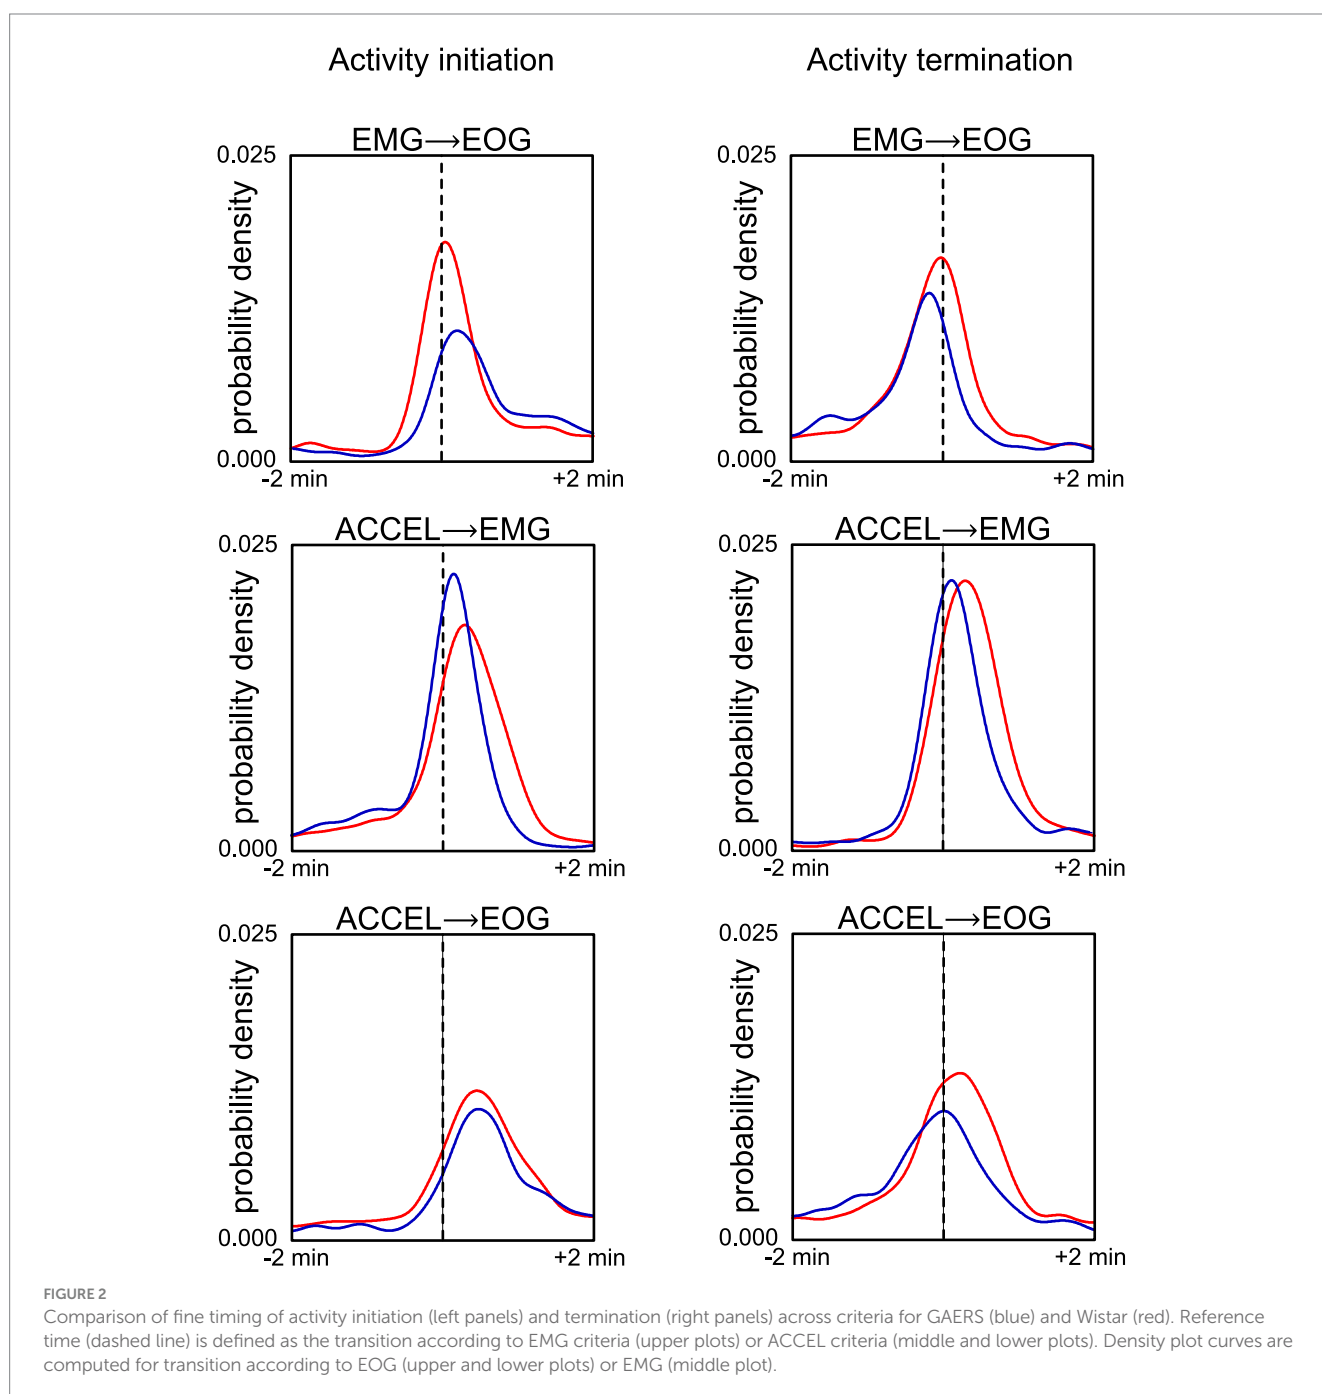 Activity initiation
Activity termination
EMG→EOG
0.025
probability density
0.000
-2 min
+2 min
EMG→EOG
0.025
probability density
0.000
-2 min
+2 min
ACCEL→EMG
0.025
probability density
0.000
-2 min
+2 min
ACCEL→EMG
0.025
probability density
0.000
-2 min
+2 min
ACCEL→EOG
0.025
probability density
0.000
-2 min
+2 min
ACCEL→EOG
0.025
probability density
0.000
-2 min
+2 min
FIGURE 2
Comparison of fine timing of activity initiation (left panels) and termination (right panels) across criteria for GAERS (blue) and Wistar (red). Reference
time (dashed line) is defined as the transition according to EMG criteria (upper plots) or ACCEL criteria (middle and lower plots). Density plot curves are
computed for transition according to EOG (upper and lower plots) or EMG (middle plot).